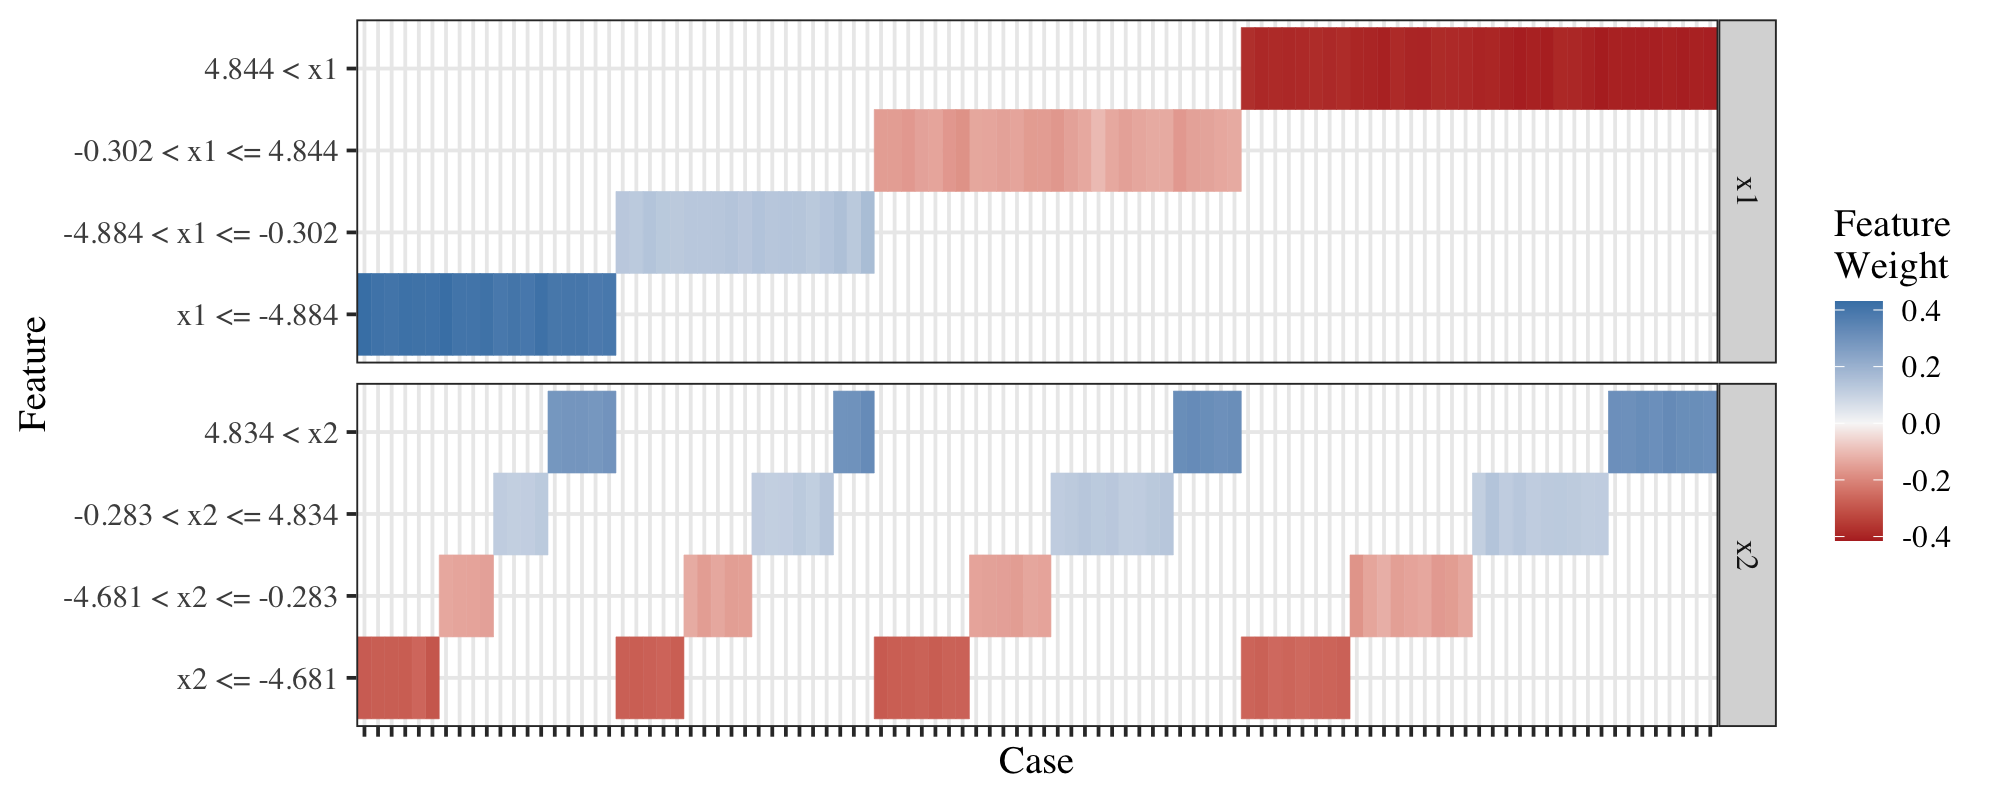 4.844 < x1
-0.302 < x1 <= 4.844
-4.884 < x1 <= -0.302
x1 <= -4.884
x1
4.834 < x2
-0.283 < x2 <= 4.834
-4.681 < x2 <= -0.283
x2 <= -4.681
x2
Feature
Case
Feature
Weight
0.4
0.2
0.0
-0.2
-0.4